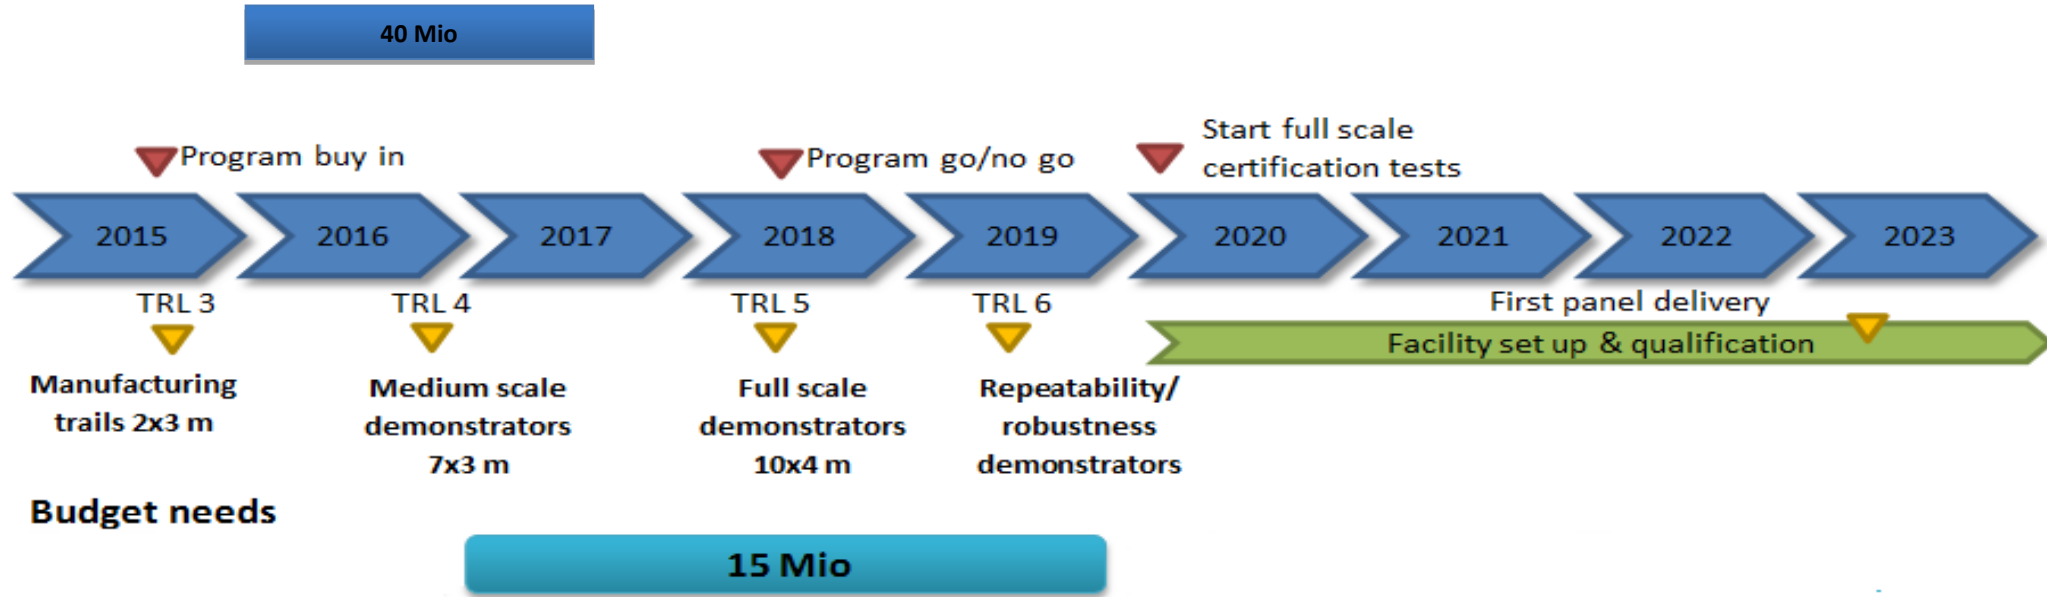 40 Mio
Program buy in
Program go/no go
Start full scale
certification tests
2015
2016
2017
2018
2019
2020
2021
2022
2023
TRL 3
TRL 4
TRL 5
TRL 6
First panel delivery
Facility set up & qualification
Manufacturing
trails 2x3 m
Medium scale
demonstrators
7x3 m
Full scale
demonstrators
10x4 m
Repeatability/
robustness
demonstrators
Budget needs
15 Mio